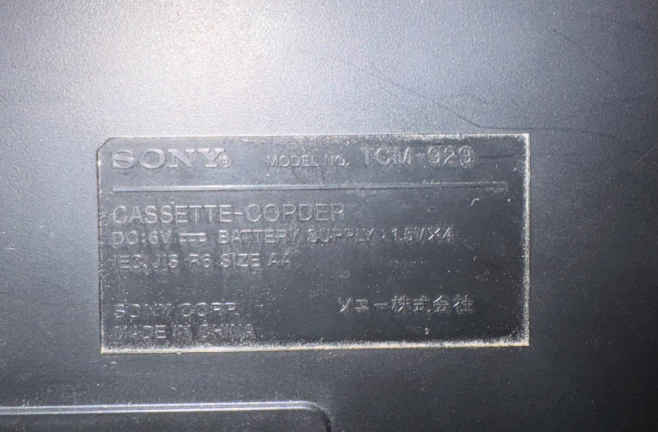 SONY® MODEL NO. TCM-929
CASSETTE-CORDER
DC:6V ⎓ BATTERY SUPPLY:1.5V×4
IEC, JIS R6 SIZE AA
SONY CORP. ソニー株式会社
MADE IN CHINA